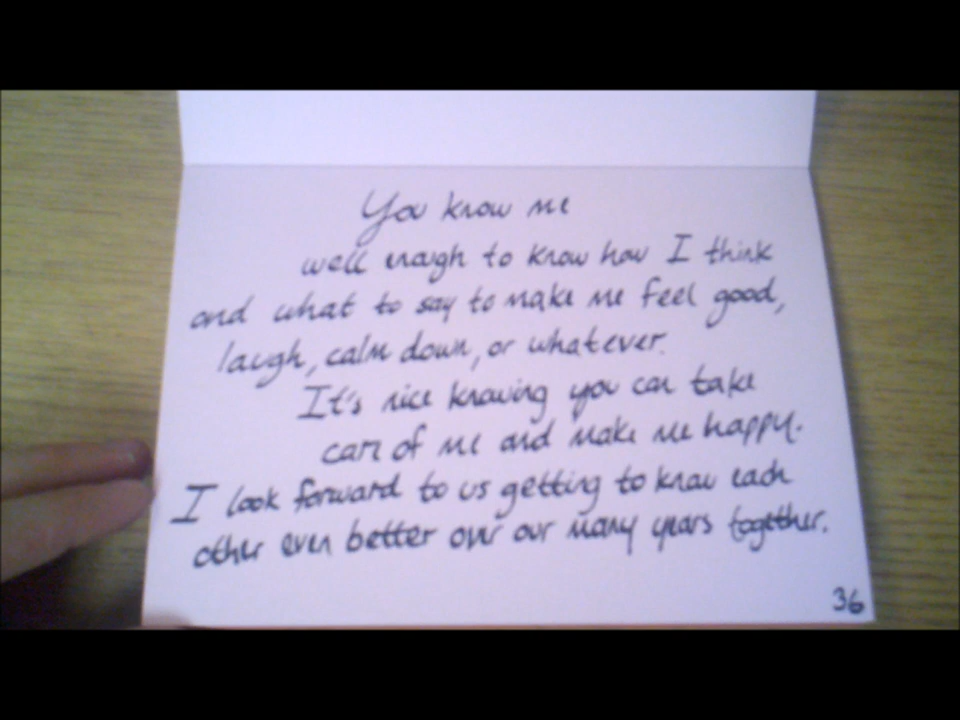 You know me
well enough to know how I think
and what to say to make me feel good,
laugh, calm down, or whatever.
It's nice knowing you can take
care of me and make me happy.
I look forward to us getting to know each
other even better over our many years together.
36